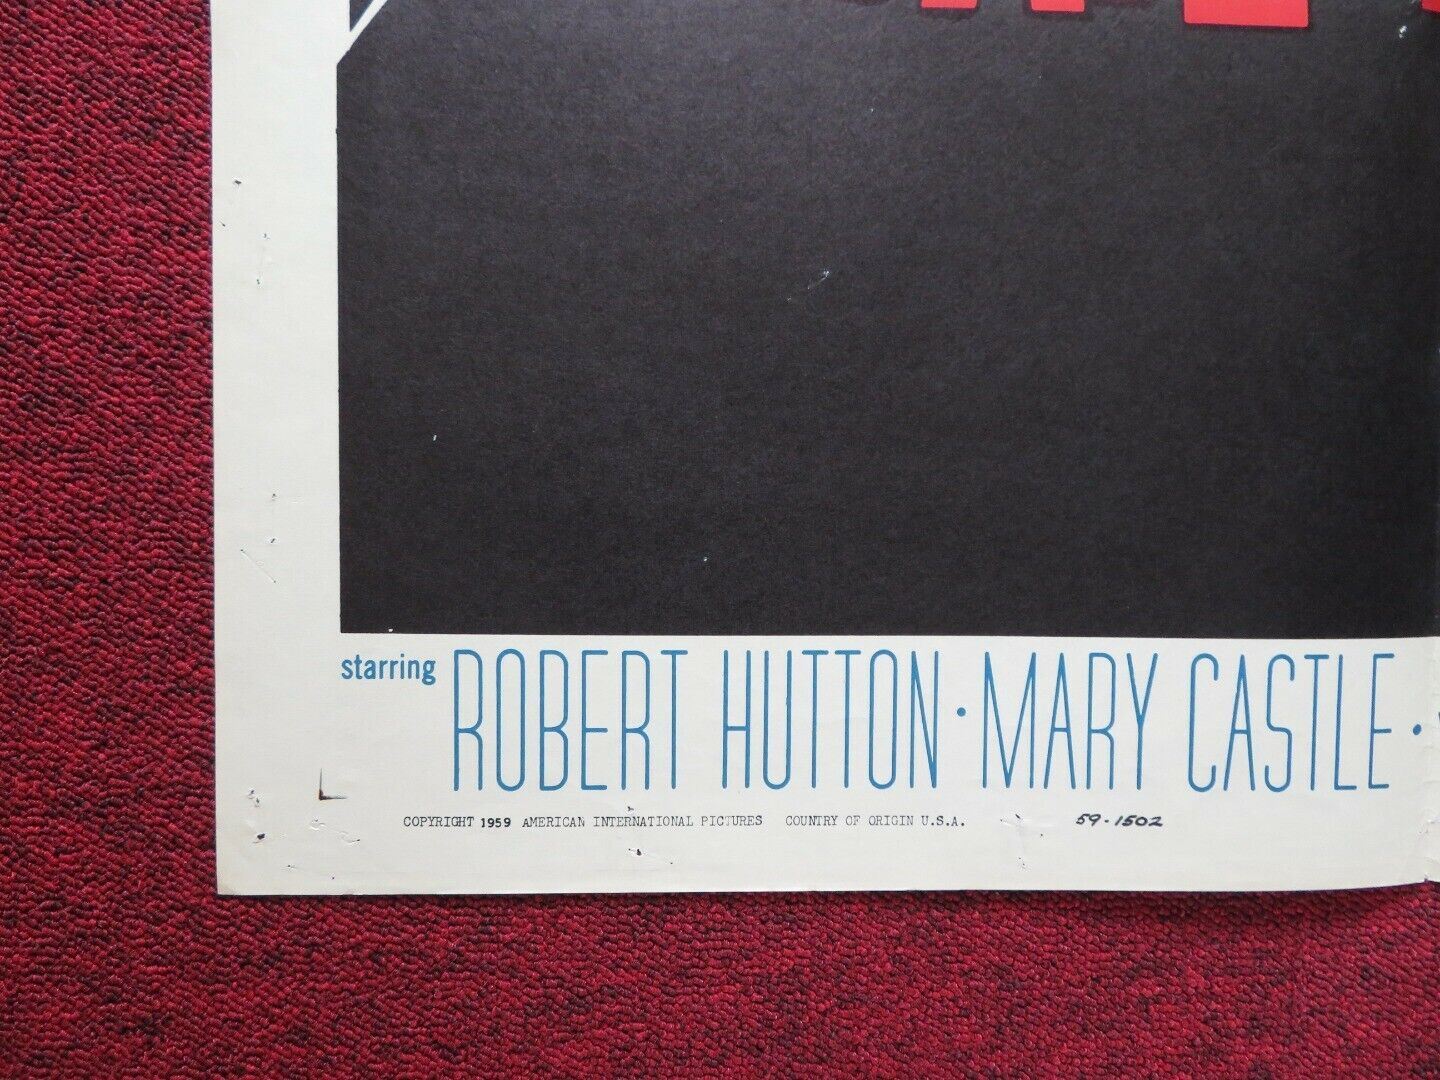 starring ROBERT HUTTON · MARY CASTLE ·
COPYRIGHT 1959 AMERICAN INTERNATIONAL PICTURES COUNTRY OF ORIGIN U.S.A. 59-1502